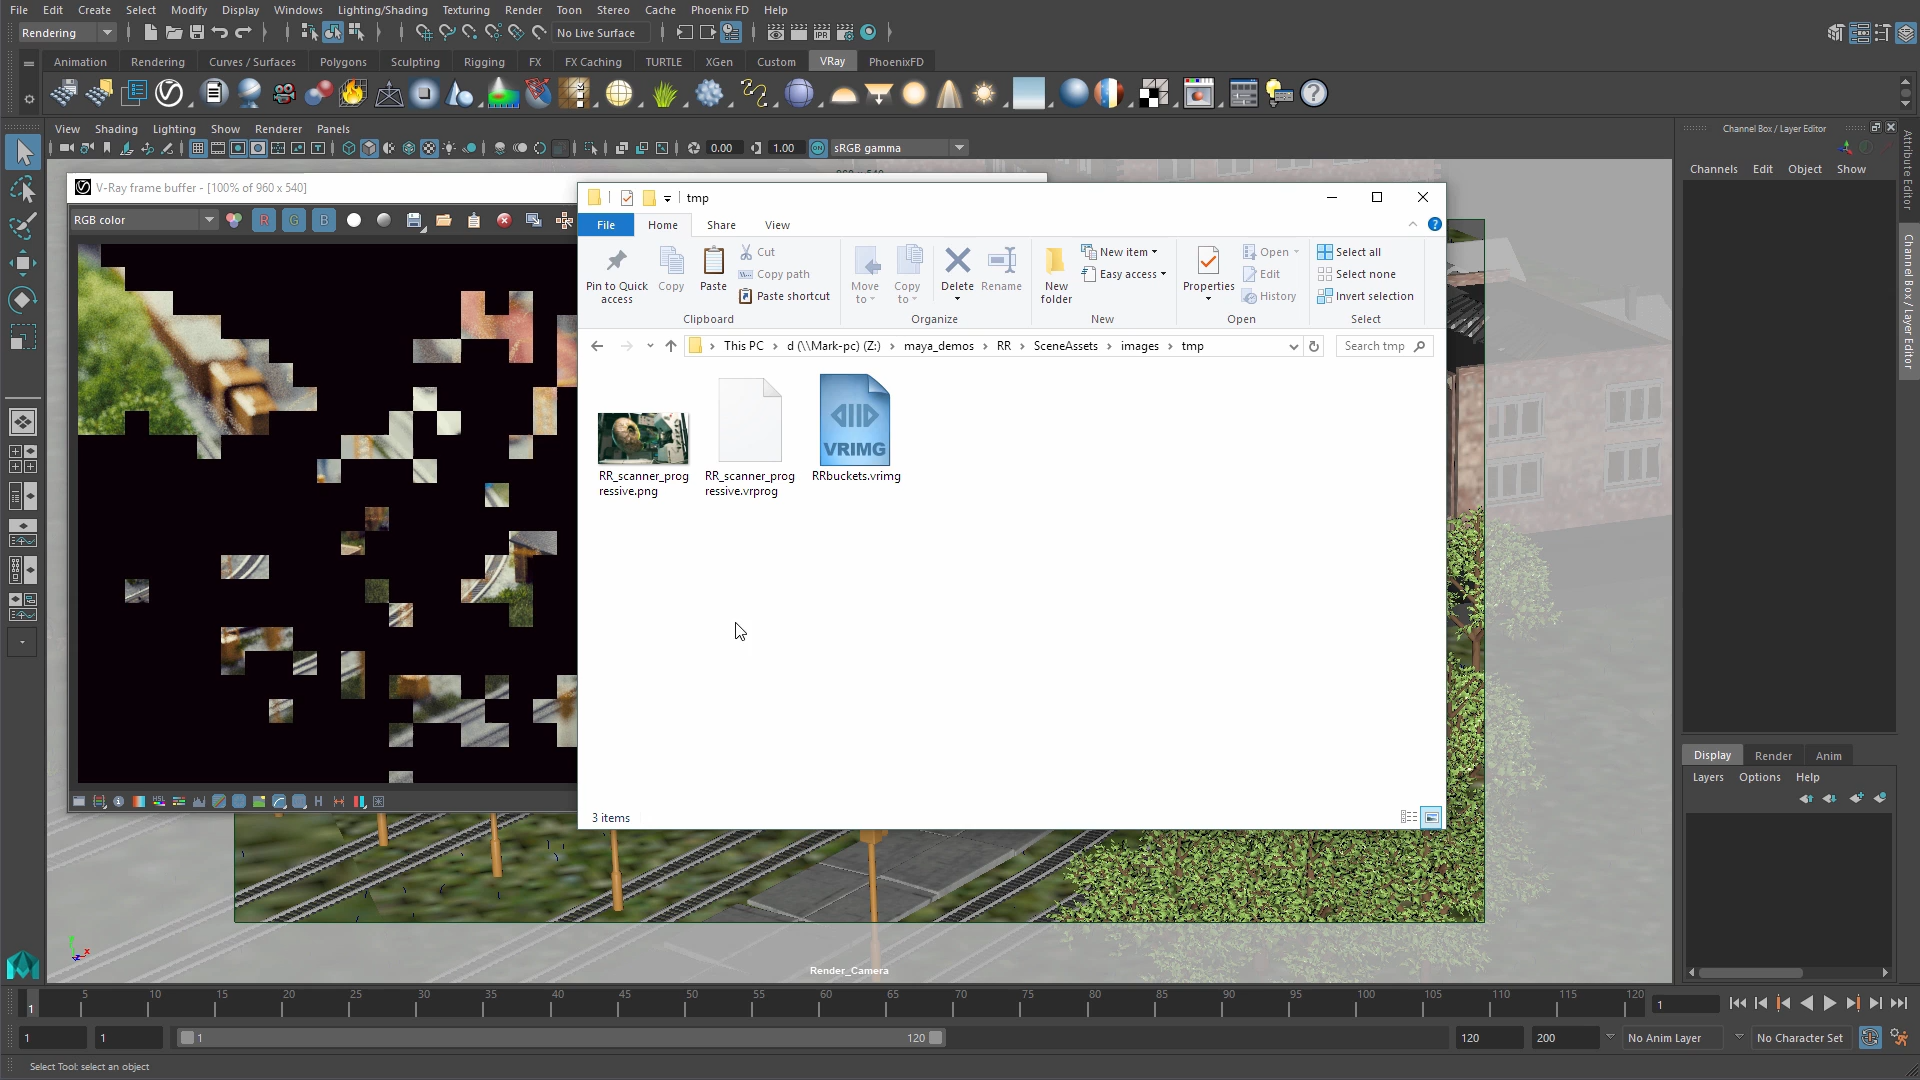 File Edit Create Select Modify Display Windows Lighting/Shading Texturing Render Toon Stereo Cache Phoenix FD Help
Rendering No Live Surface
Animation Rendering Curves / Surfaces Polygons Sculpting Rigging FX FX Caching TURTLE XGen Custom VRay PhoenixFD
View Shading Lighting Show Renderer Panels
0.00 1.00 ON sRGB gamma
V-Ray frame buffer - [100% of 960 x 540]
RGB color R G B
tmp
File Home Share View
Pin to Quick access
Copy
Paste
Cut
Copy path
Paste shortcut
Clipboard
Move to
Copy to
Delete
Rename
Organize
New folder
New item
Easy access
New
Properties
Open
Edit
History
Open
Select all
Select none
Invert selection
Select
This PC d (\\Mark-pc) (Z:) maya_demos RR SceneAssets images tmp
Search tmp
RR_scanner_prog
ressive.png
RR_scanner_prog
ressive.vrprog
VRIMG
RRbuckets.vrimg
3 items
Render_Camera
Channel Box / Layer Editor
Channels Edit Object Show
Attribute Editor
Channel Box / Layer Editor
Display Render Anim
Layers Options Help
1 5 10 15 20 25 30 35 40 45 50 55 60 65 70 75 80 85 90 95 100 105 110 115 120 1
1 1 1 120 120 200 No Anim Layer No Character Set
Select Tool: select an object